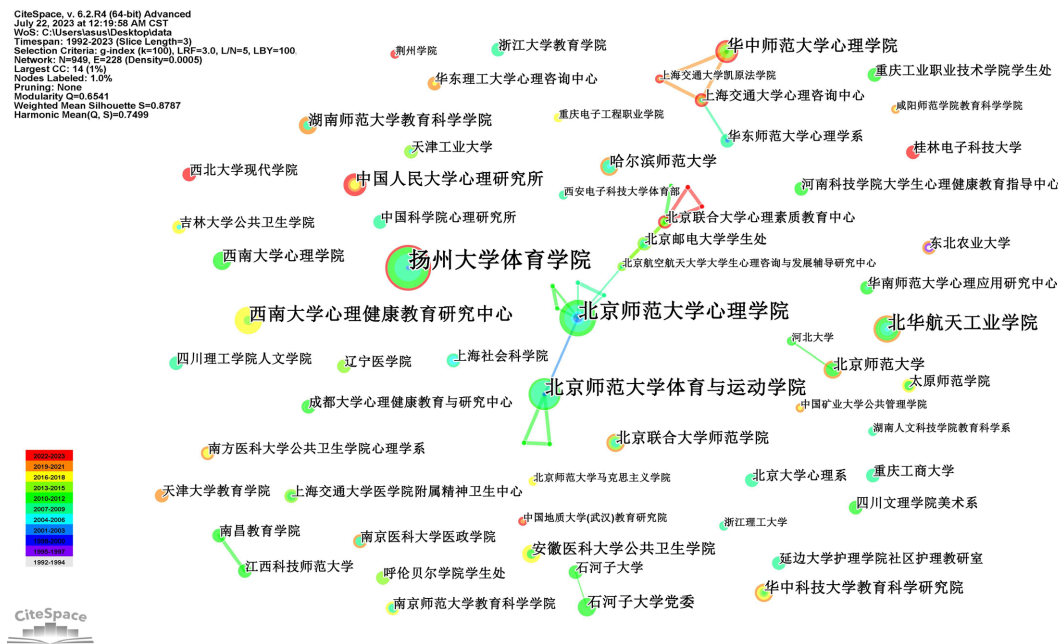 CiteSpace, v. 6.2.R4 (64-bit) Advanced
July 22, 2023 at 12:19:58 AM CST
WoS: C:\Users\asus\Desktop\data
Timespan: 1992-2023 (Slice Length=3)
Selection Criteria: g-index (k=100), LRF=3.0, L/N=5, LBY=100,
Network: N=949, E=228 (Density=0.0005)
Largest CC: 14 (1%)
Nodes Labeled: 1.0%
Pruning: None
Modularity Q=0.6541
Weighted Mean Silhouette S=0.8787
Harmonic Mean(Q, S)=0.7499
荆州学院
浙江大学教育学院
华中师范大学心理学院
华东理工大学心理咨询中心
上海交通大学凯原法学院
重庆工业职业技术学院学生处
上海交通大学心理咨询中心
咸阳师范学院教育科学学院
重庆电子工程职业学院
湖南师范大学教育科学学院
华东师范大学心理学系
天津工业大学
桂林电子科技大学
哈尔滨师范大学
西北大学现代学院
中国人民大学心理研究所
西安电子科技大学体育部
河南科技学院大学生心理健康教育指导中心
吉林大学公共卫生学院
中国科学院心理研究所
北京联合大学心理素质教育中心
北京邮电大学学生处
东北农业大学
西南大学心理学院
扬州大学体育学院
北京航空航天大学大学生心理咨询与发展辅导研究中心
华南师范大学心理应用研究中心
西南大学心理健康教育研究中心
北京师范大学心理学院
北华航天工业学院
河北大学
四川理工学院人文学院
辽宁医学院
上海社会科学院
北京师范大学
太原师范学院
北京师范大学体育与运动学院
成都大学心理健康教育与研究中心
中国矿业大学公共管理学院
湖南人文科技学院教育科学系
北京联合大学师范学院
南方医科大学公共卫生学院心理学系
北京师范大学马克思主义学院
北京大学心理系
重庆工商大学
天津大学教育学院
上海交通大学医学院附属精神卫生中心
四川文理学院美术系
中国地质大学(武汉)教育研究院
浙江理工大学
南昌教育学院
南京医科大学医政学院
安徽医科大学公共卫生学院
延边大学护理学院社区护理教研室
江西科技师范大学
呼伦贝尔学院学生处
石河子大学
华中科技大学教育科学研究院
南京师范大学教育科学学院
石河子大学党委
2022-2023
2019-2021
2016-2018
2013-2015
2010-2012
2007-2009
2004-2006
2001-2003
1998-2000
1995-1997
1992-1994
CiteSpace